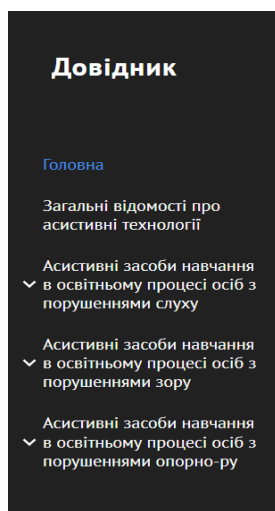 Довідник
Головна
Загальні відомості про
асистивні технології
Асистивні засоби навчання
в освітньому процесі осіб з
порушеннями слуху
Асистивні засоби навчання
в освітньому процесі осіб з
порушеннями зору
Асистивні засоби навчання
в освітньому процесі осіб з
порушеннями опорно-ру